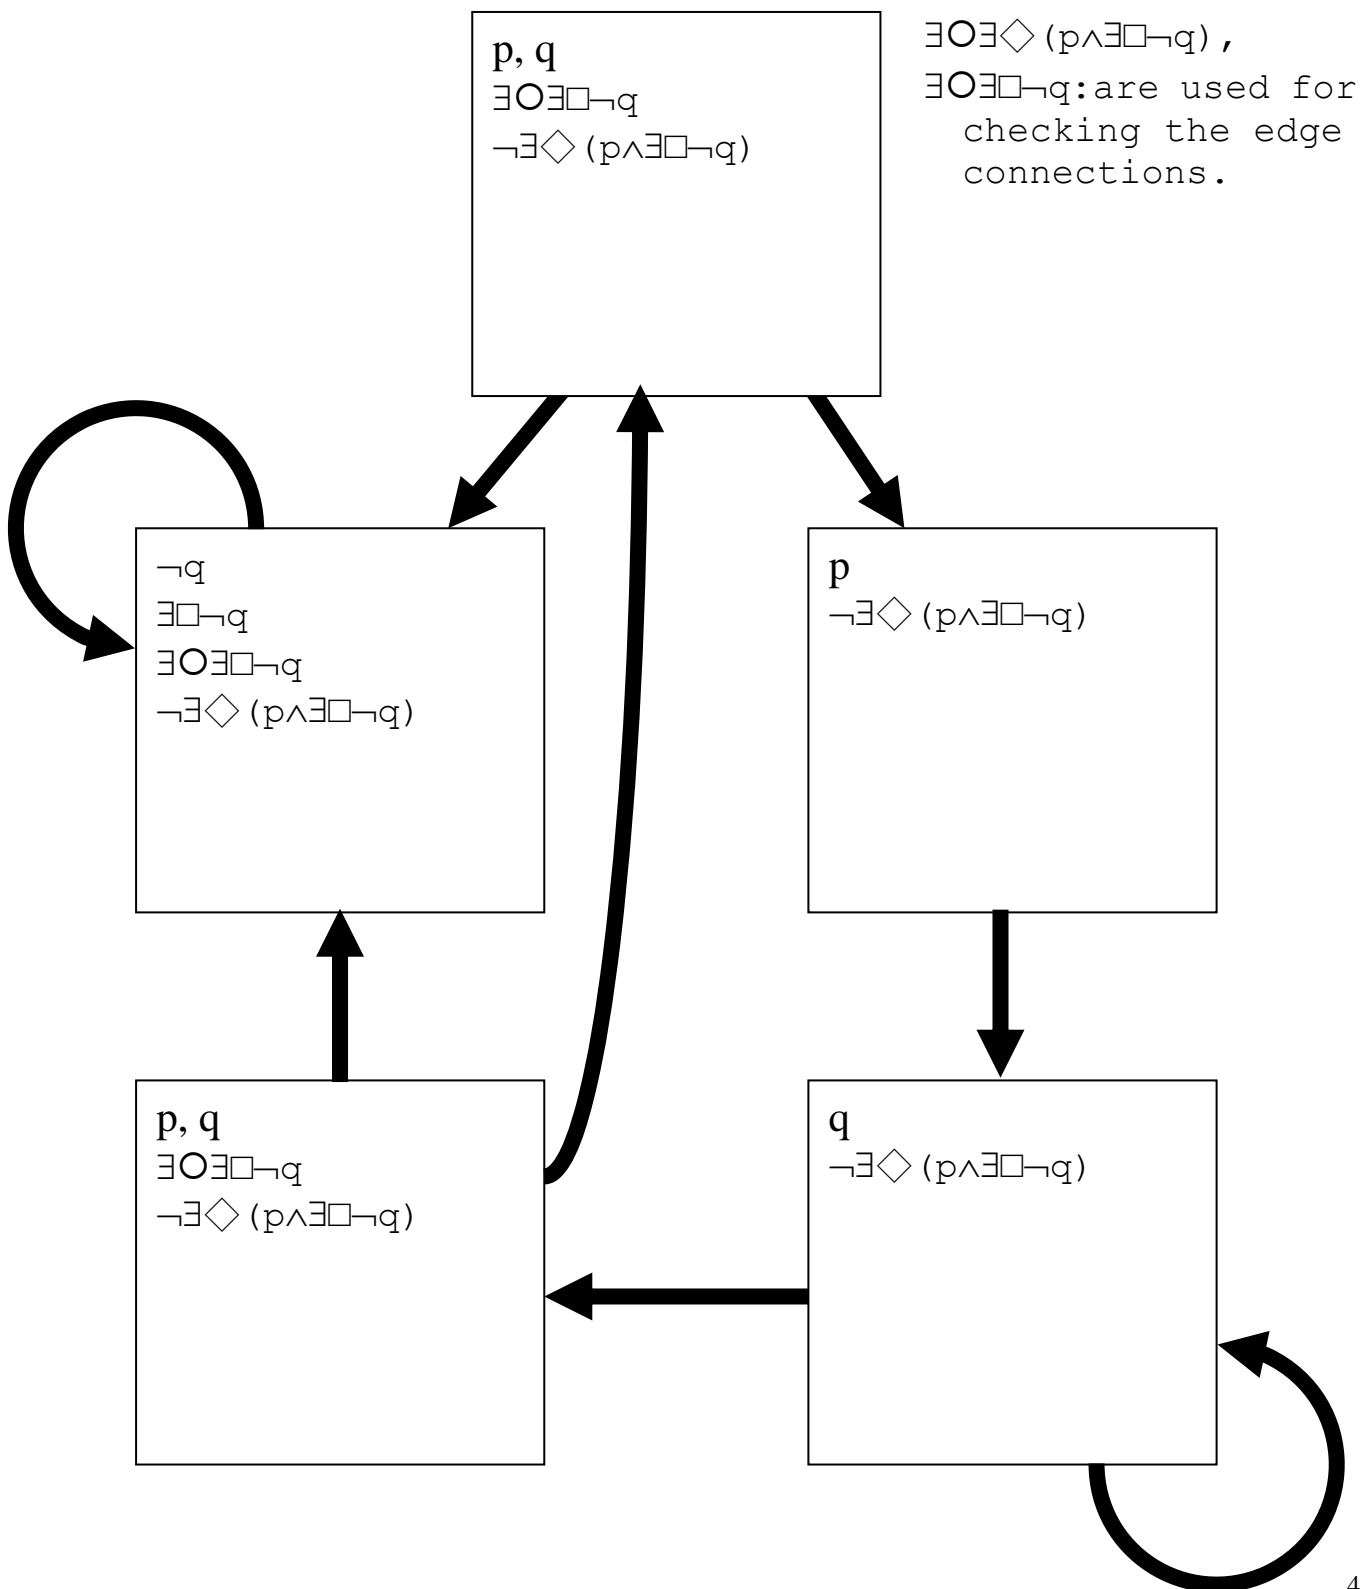 p, q
∃○∃□¬q
¬∃◇(p∧∃□¬q)
∃○∃◇(p∧∃□¬q),
∃○∃□¬q:are used for
checking the edge
connections.
¬q
∃□¬q
∃○∃□¬q
¬∃◇(p∧∃□¬q)
p
¬∃◇(p∧∃□¬q)
p, q
∃○∃□¬q
¬∃◇(p∧∃□¬q)
q
¬∃◇(p∧∃□¬q)
4